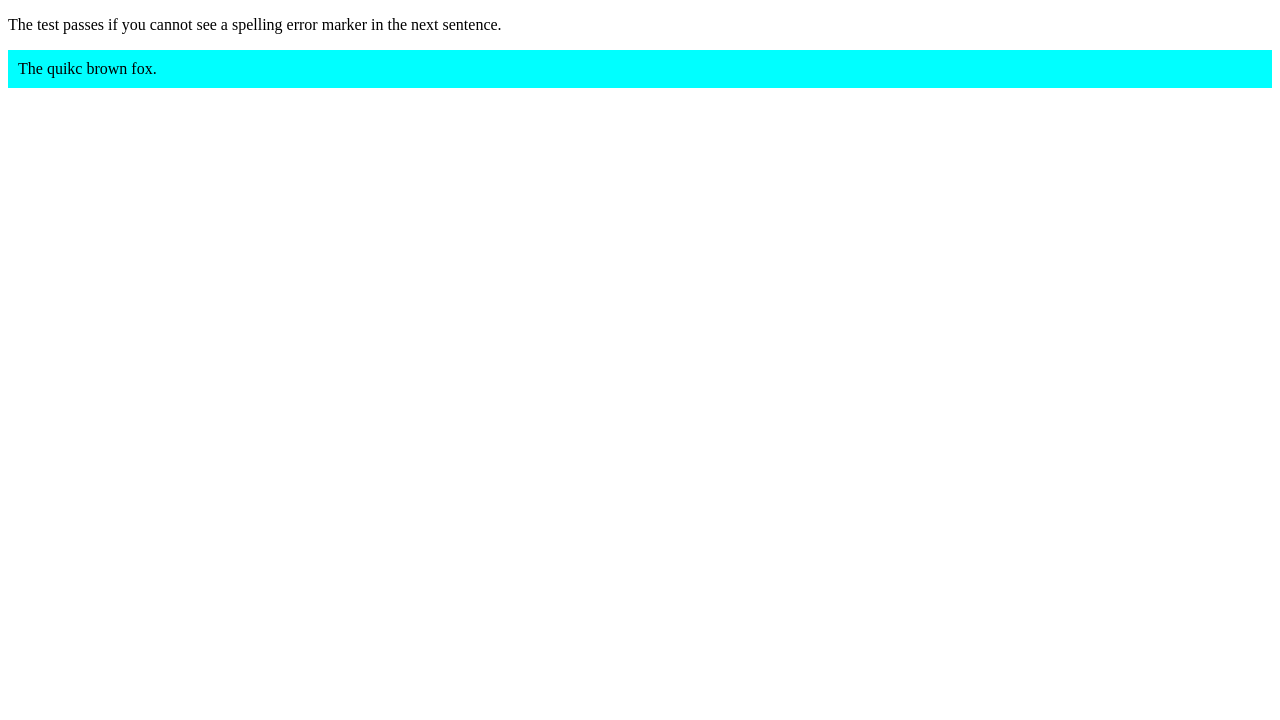 The test passes if you cannot see a spelling error marker in the next sentence.
The quikc brown fox.